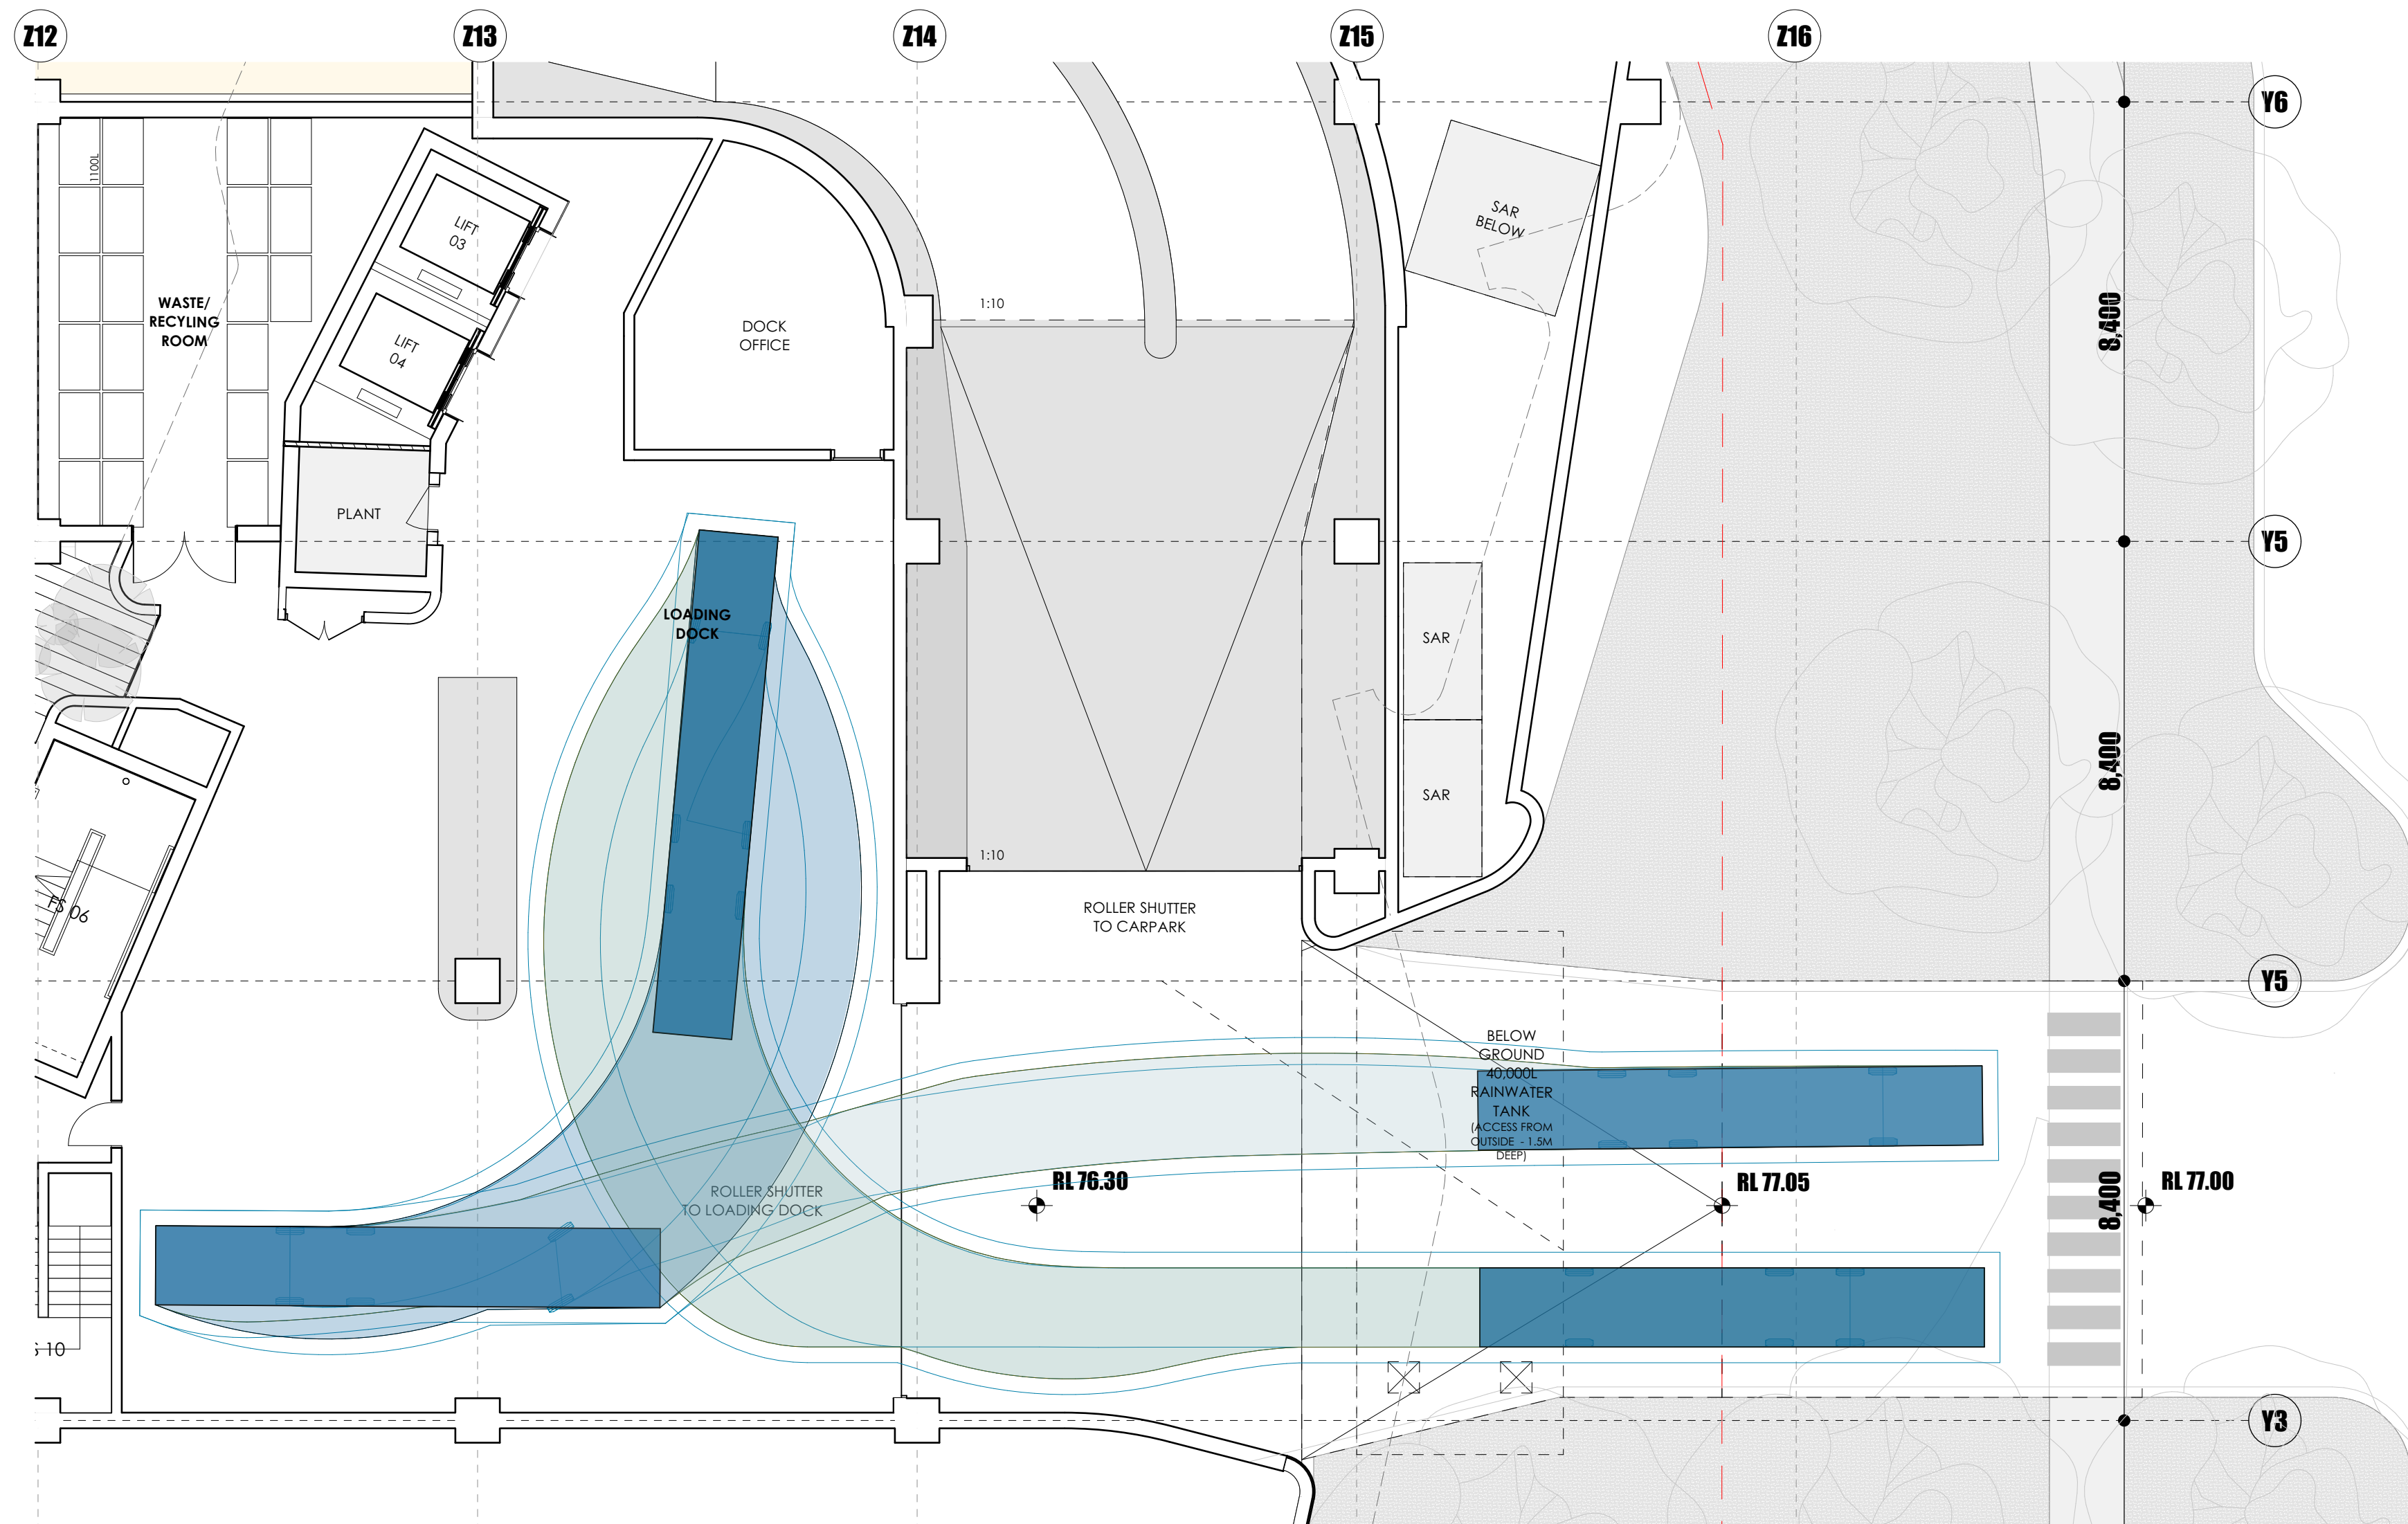 Z12
Z13
Z14
Z15
Z16
Y6
1100L
SAR
BELOW
LIFT
03
WASTE/
RECYLING
ROOM
LIFT
04
DOCK
OFFICE
1:10
8,400
PLANT
Y5
LOADING
DOCK
SAR
8,400
SAR
1:10
FS 06
ROLLER SHUTTER
TO CARPARK
Y5
BELOW
GROUND
40,000L
RAINWATER
TANK
(ACCESS FROM
OUTSIDE - 1.5M
DEEP)
RL 76.30
RL 77.05
RL 77.00
8,400
ROLLER SHUTTER
TO LOADING DOCK
10
Y3